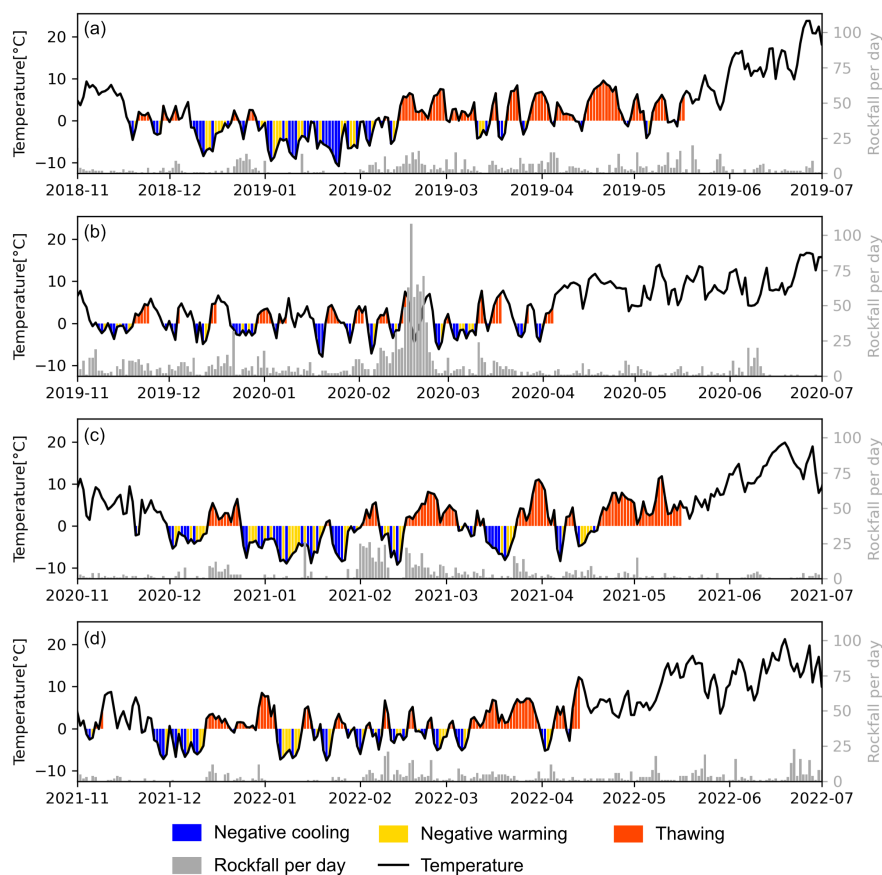 (a)
Temperature[°C]
20
10
0
−10
100
75
50
25
0
Rockfall per day
2018-11 2018-12 2019-01 2019-02 2019-03 2019-04 2019-05 2019-06 2019-07
(b)
Temperature[°C]
20
10
0
−10
100
75
50
25
0
Rockfall per day
2019-11 2019-12 2020-01 2020-02 2020-03 2020-04 2020-05 2020-06 2020-07
(c)
Temperature[°C]
20
10
0
−10
100
75
50
25
0
Rockfall per day
2020-11 2020-12 2021-01 2021-02 2021-03 2021-04 2021-05 2021-06 2021-07
(d)
Temperature[°C]
20
10
0
−10
100
75
50
25
0
Rockfall per day
2021-11 2021-12 2022-01 2022-02 2022-03 2022-04 2022-05 2022-06 2022-07
Negative cooling Negative warming Thawing
Rockfall per day Temperature